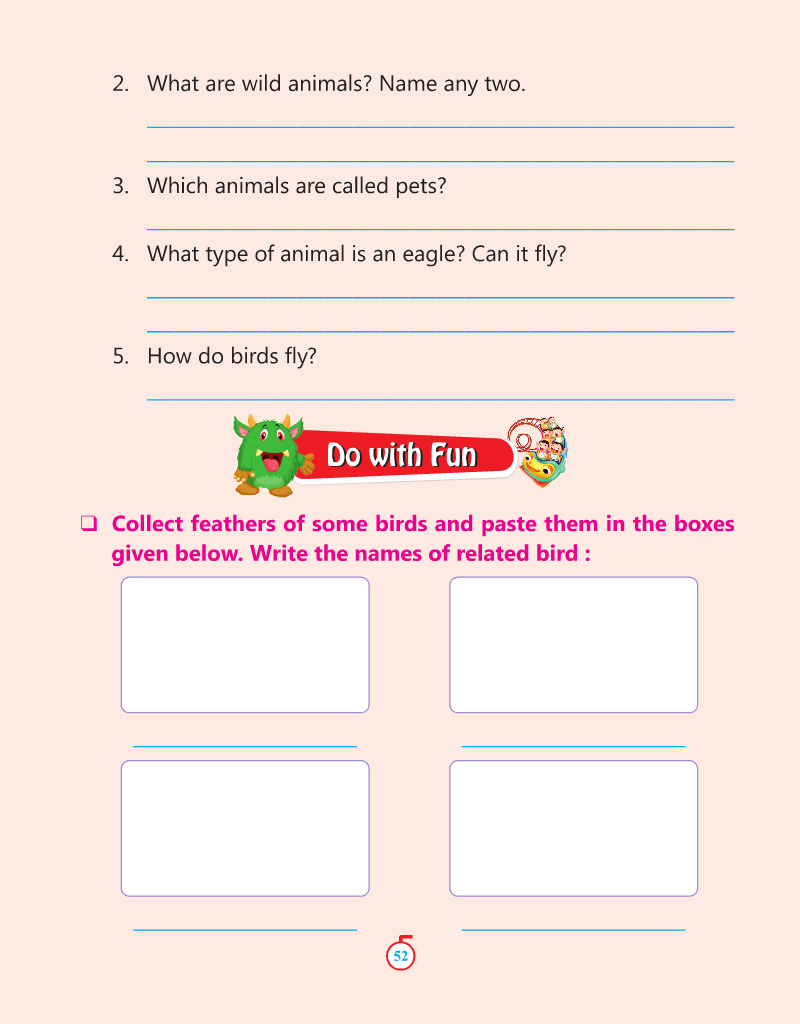 2. What are wild animals? Name any two.
3. Which animals are called pets?
4. What type of animal is an eagle? Can it fly?
5. How do birds fly?
Do with Fun
❑ Collect feathers of some birds and paste them in the boxes
given below. Write the names of related bird :
52